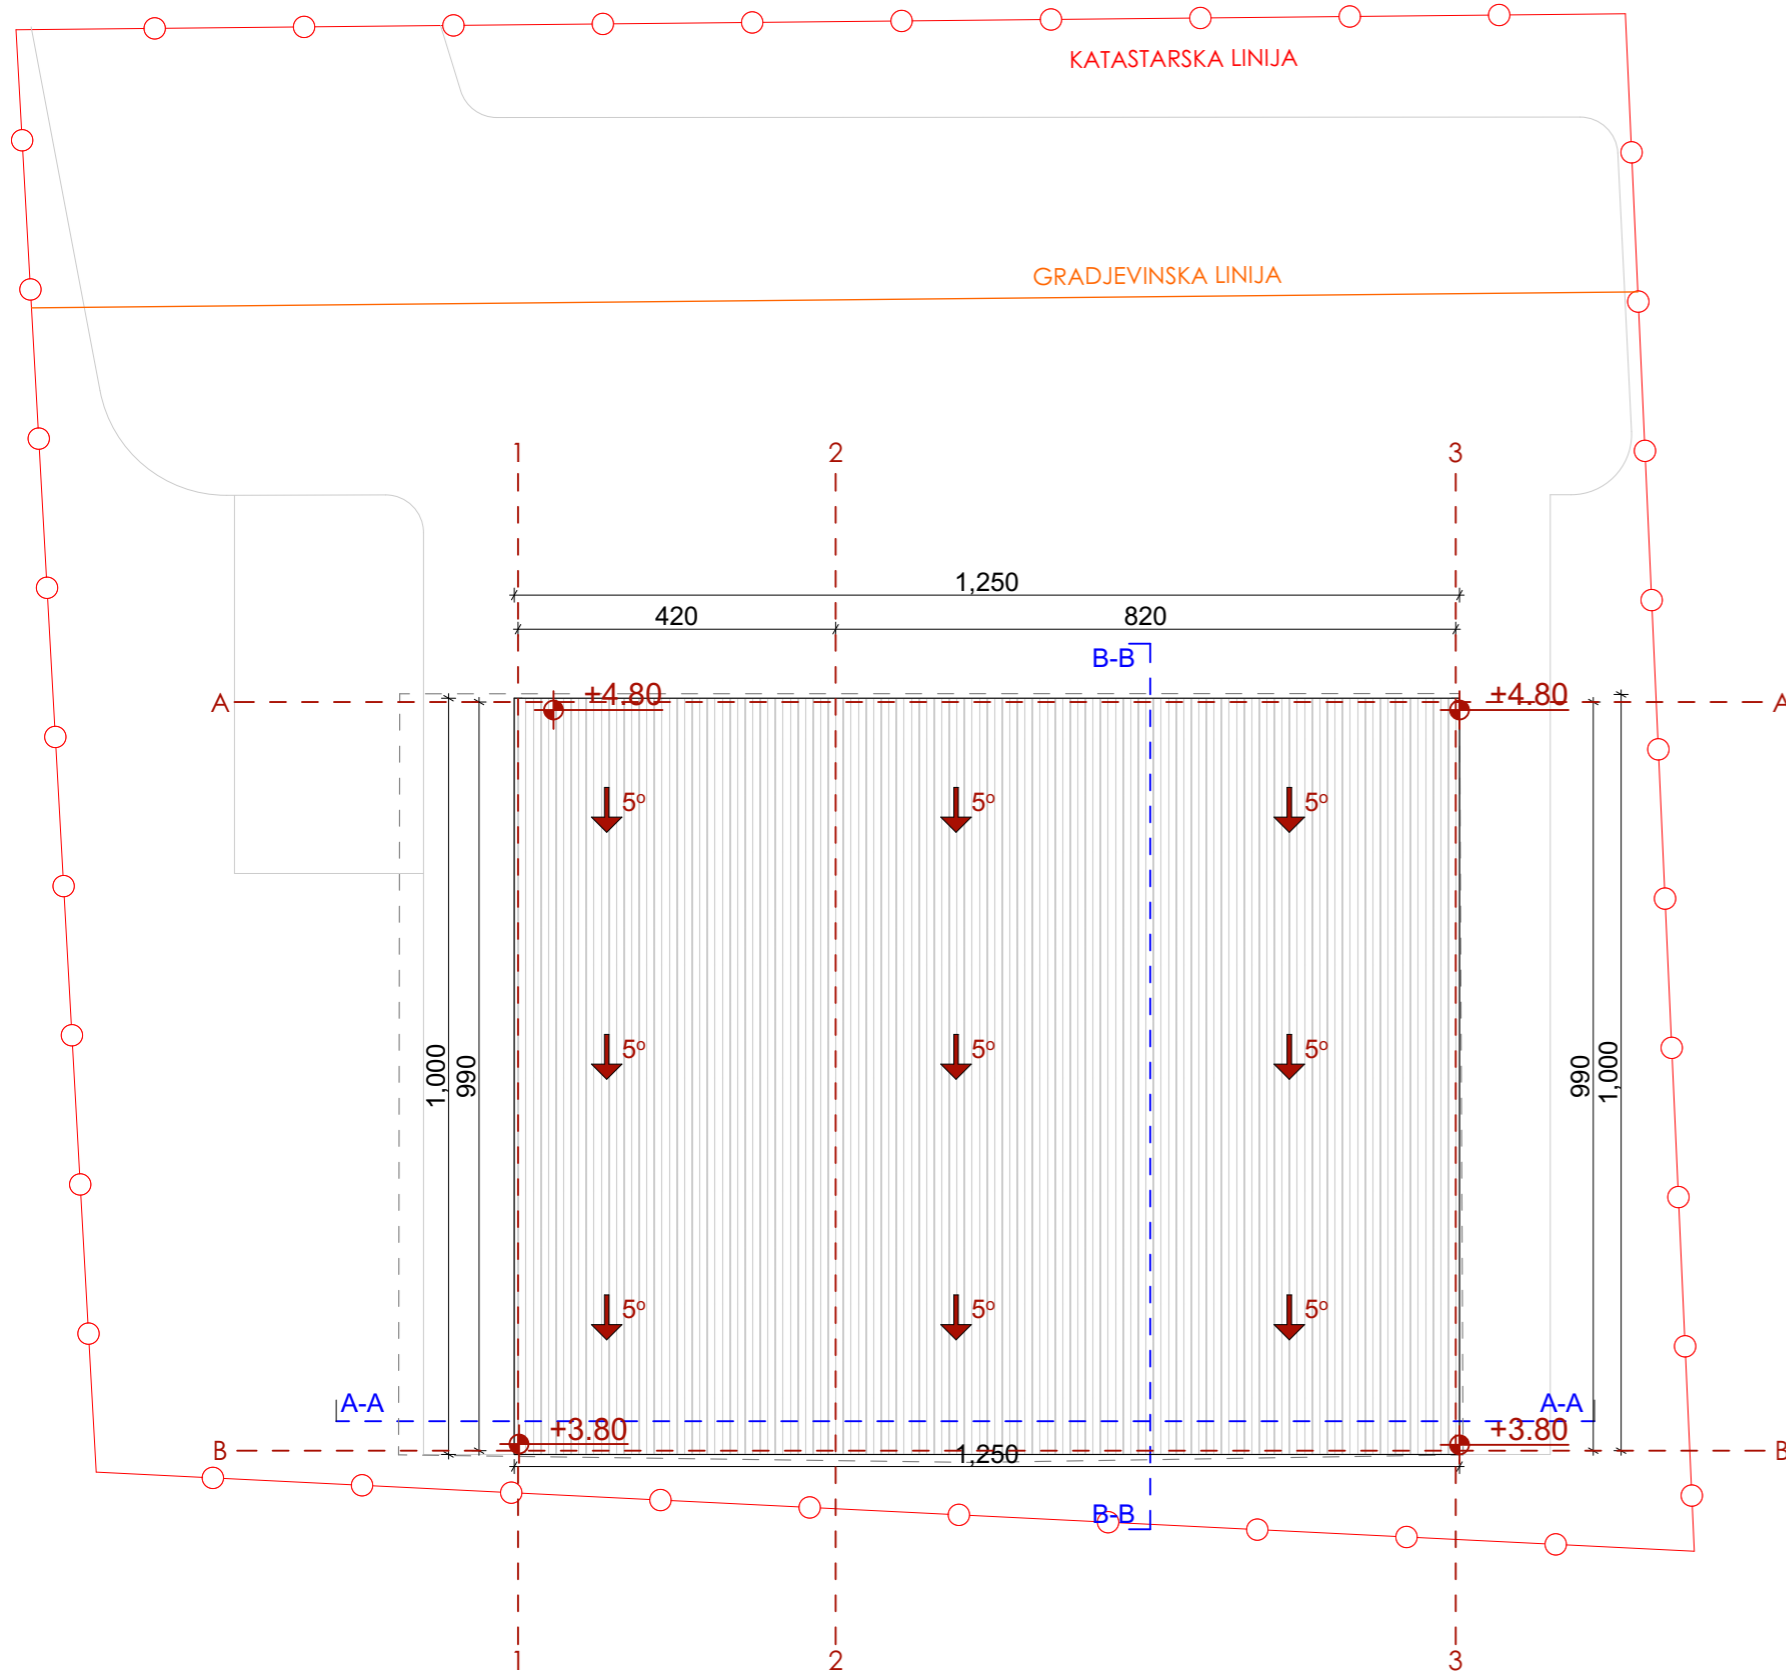 KATASTARSKA LINIJA
GRADJEVINSKA LINIJA
1 2 3
1,250
420 820
B-B
A +4.80 +4.80 A
5° 5° 5°
1,000 990 990 1,000
5° 5° 5°
5° 5° 5°
A-A A-A
B +3.80 +3.80 B
1,250
B-B
1 2 3